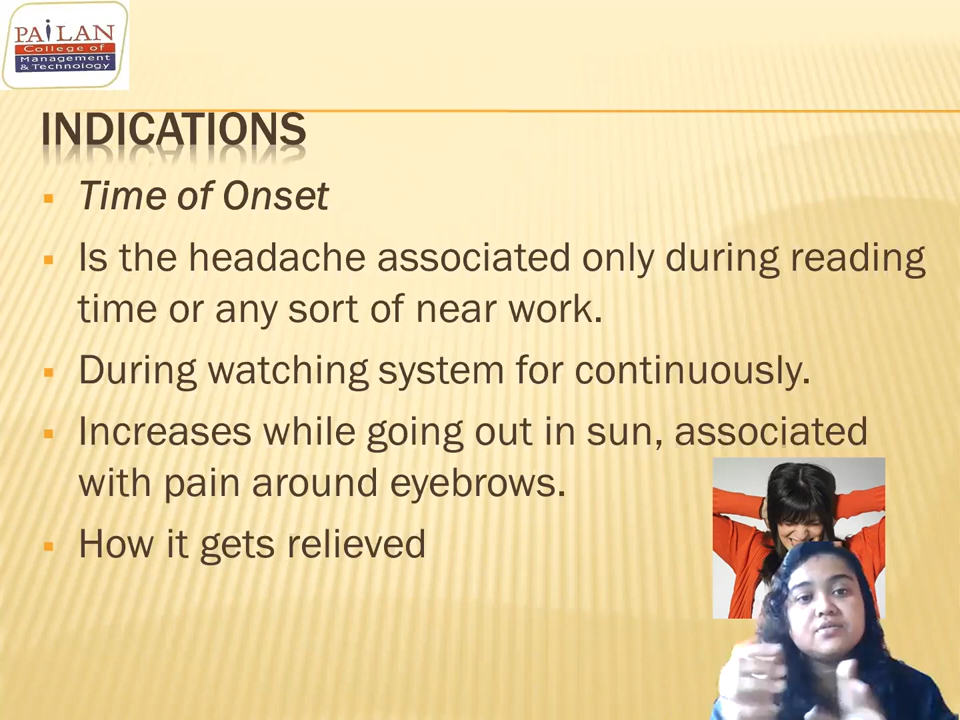 PAiLAN
College of
Management
& Technology
INDICATIONS
Time of Onset
Is the headache associated only during reading
time or any sort of near work.
During watching system for continuously.
Increases while going out in sun, associated
with pain around eyebrows.
How it gets relieved